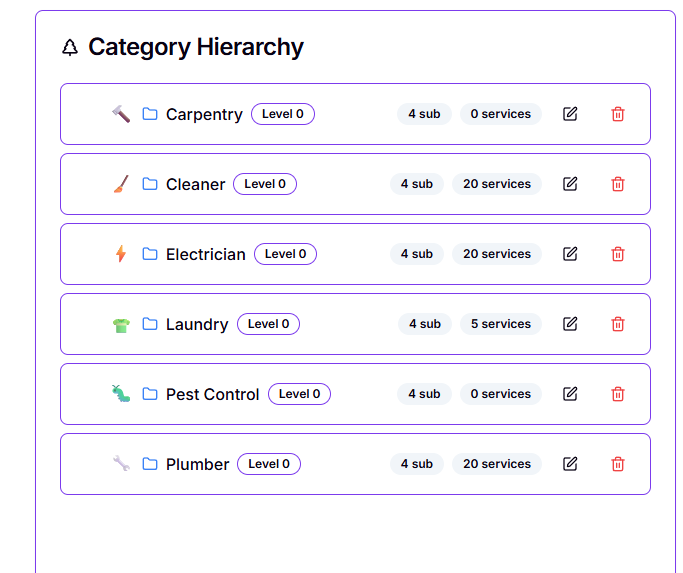 Category Hierarchy
Carpentry Level 0 4 sub 0 services
Cleaner Level 0 4 sub 20 services
Electrician Level 0 4 sub 20 services
Laundry Level 0 4 sub 5 services
Pest Control Level 0 4 sub 0 services
Plumber Level 0 4 sub 20 services